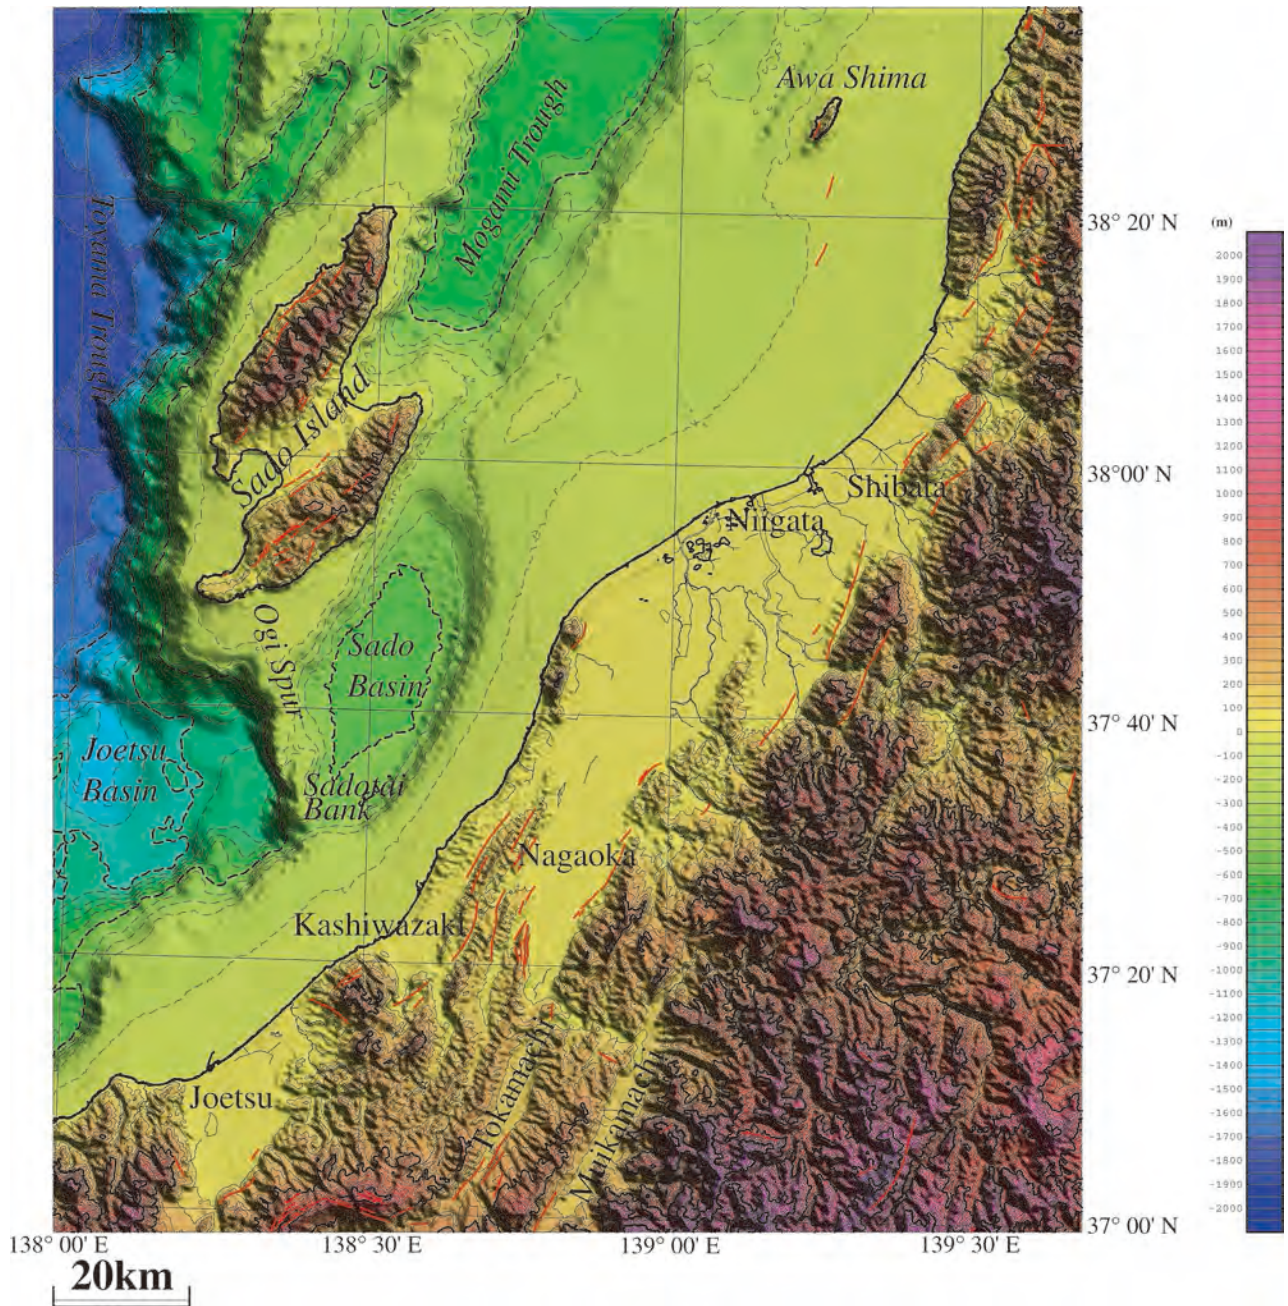 Awa Shima
Mogami Trough
Toyama Trough
38° 20' N
(m)
2000
1900
1800
1700
1600
1500
1400
1300
1200
1100
1000
900
800
700
600
500
400
300
200
100
0
-100
-200
-300
-400
-500
-600
-700
-800
-900
-1000
-1100
-1200
-1300
-1400
-1500
-1600
-1700
-1800
-1900
-2000
Sado Island
38° 00' N
Shibata
Niigata
Ogi Spur
Sado
Basin
37° 40' N
Joetsu
Basin
Sadotai
Bank
Nagaoka
Kashiwazaki
37° 20' N
Joetsu
Tokamachi
Muikamachi
37° 00' N
138° 00' E
138° 30' E
139° 00' E
139° 30' E
20km